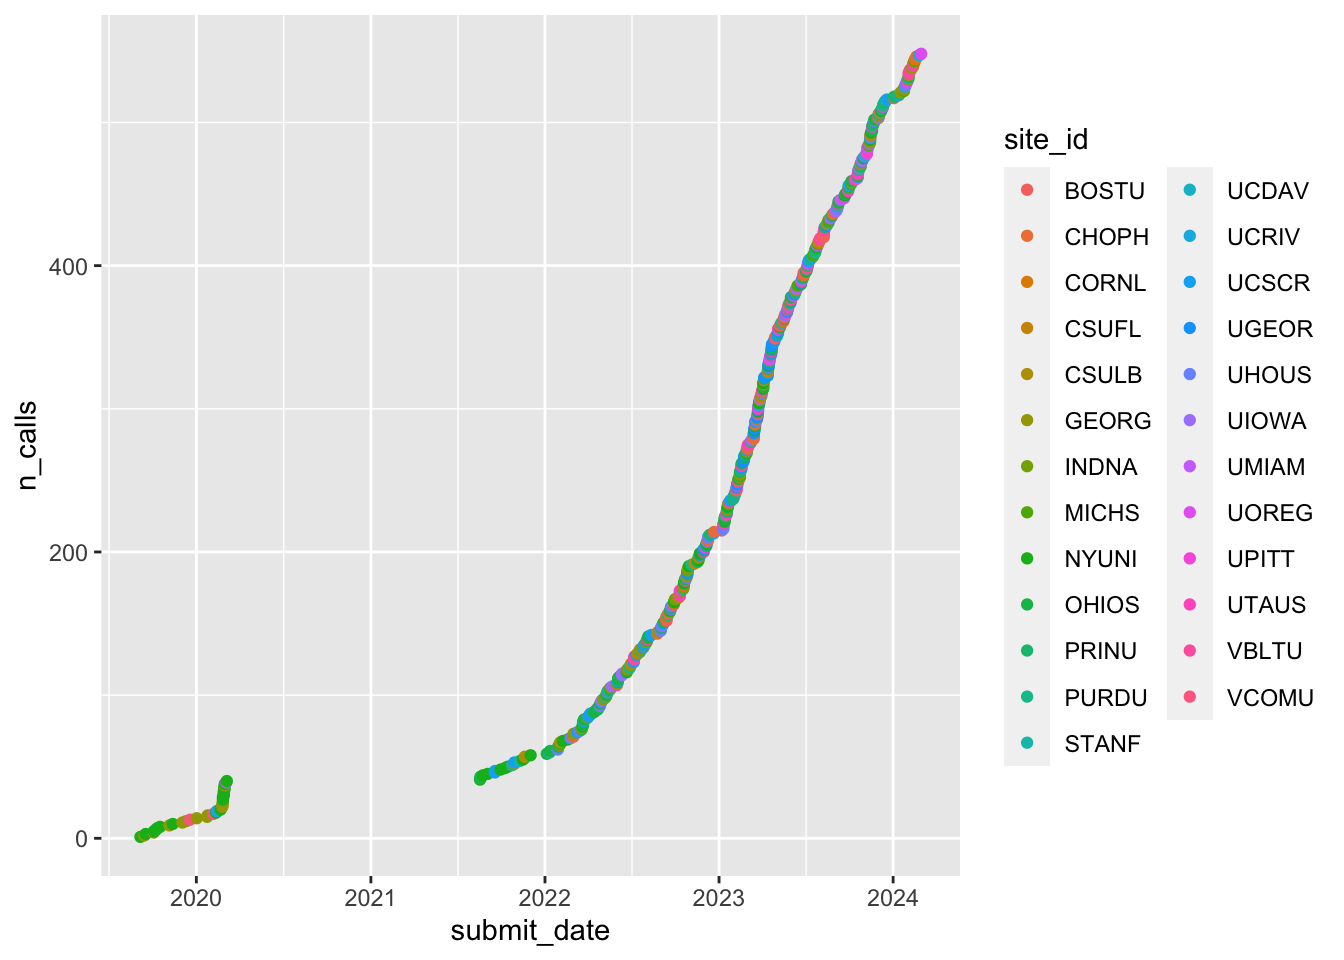 n_calls
400
200
0
2020 2021 2022 2023 2024
submit_date
site_id
BOSTU UCDAV
CHOPH UCRIV
CORNL UCSCR
CSUFL UGEOR
CSULB UHOUS
GEORG UIOWA
INDNA UMIAM
MICHS UOREG
NYUNI UPITT
OHIOS UTAUS
PRINU VBLTU
PURDU VCOMU
STANF